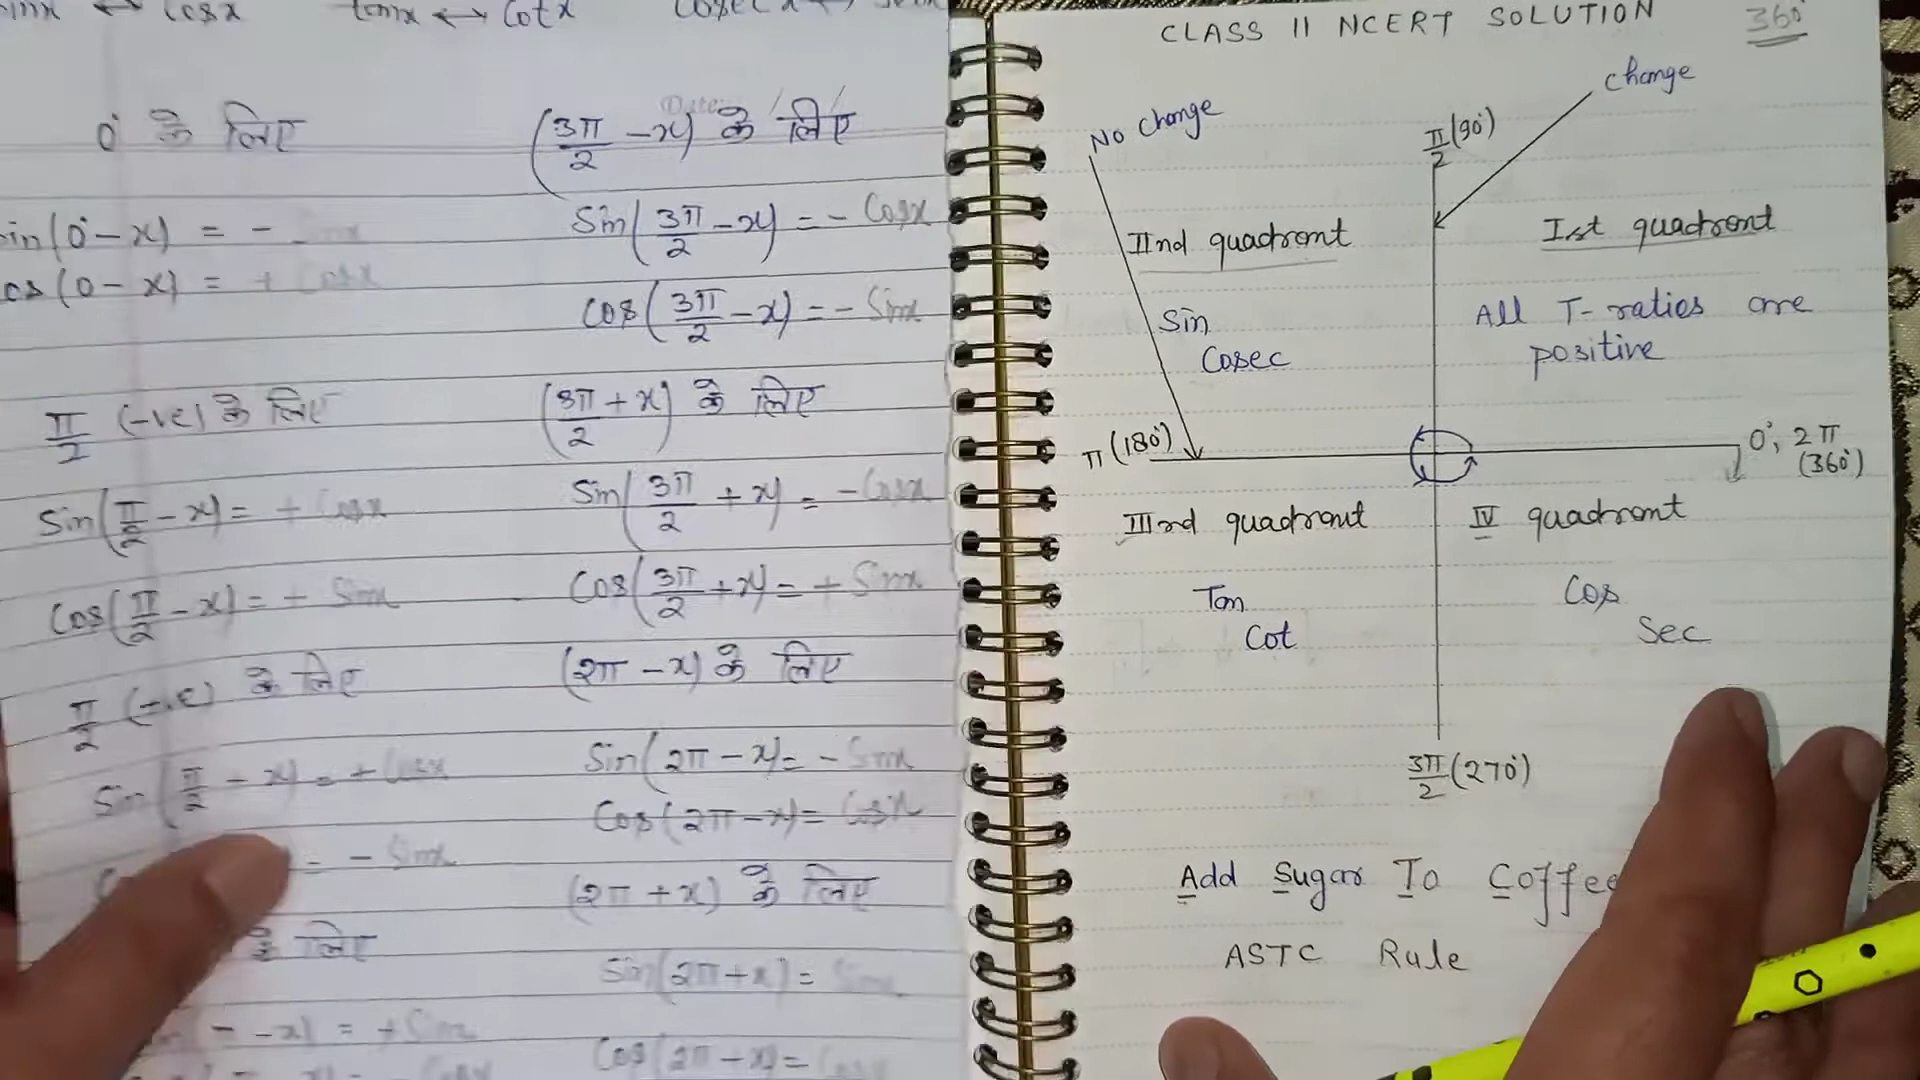 cosx tanx ↔ Cotx Cosec x
0° के लिए
(3π/2 - x) के लिए
Sin(0° - x) = -
Sin(3π/2 - x) = - Cosx
cos(0 - x) = + Cosx
Cos(3π/2 - x) = - Sinx
π/2 (-ve) के लिए
(3π/2 + x) के लिए
Sin(π/2 - x) = + Cosx
Sin(3π/2 + x) = - Cosx
Cos(π/2 - x) = + Sinx
Cos(3π/2 + x) = + Sinx
π/2 (-ve) के लिए
(2π - x) के लिए
Sin(π/2 - x) = + Cosx
Sin(2π - x) = - Sinx
= - Sinx
Cos(2π - x) = Cosx
के लिए
(2π + x) के लिए
Sin(2π + x) = Sinx
- x) = + Sinx
Cos(2π + x) = Cosx
Date
CLASS 11 NCERT SOLUTION
360°
change
No change
π/2 (90°)
IInd quadrant
Ist quadrant
Sin
Cosec
All T-ratios are
positive
π (180°)
0°, 2π
(360°)
IIIrd quadrant
IV quadrant
Tan
Cot
Cos
Sec
3π/2 (270°)
Add Sugar To Coffee
ASTC Rule